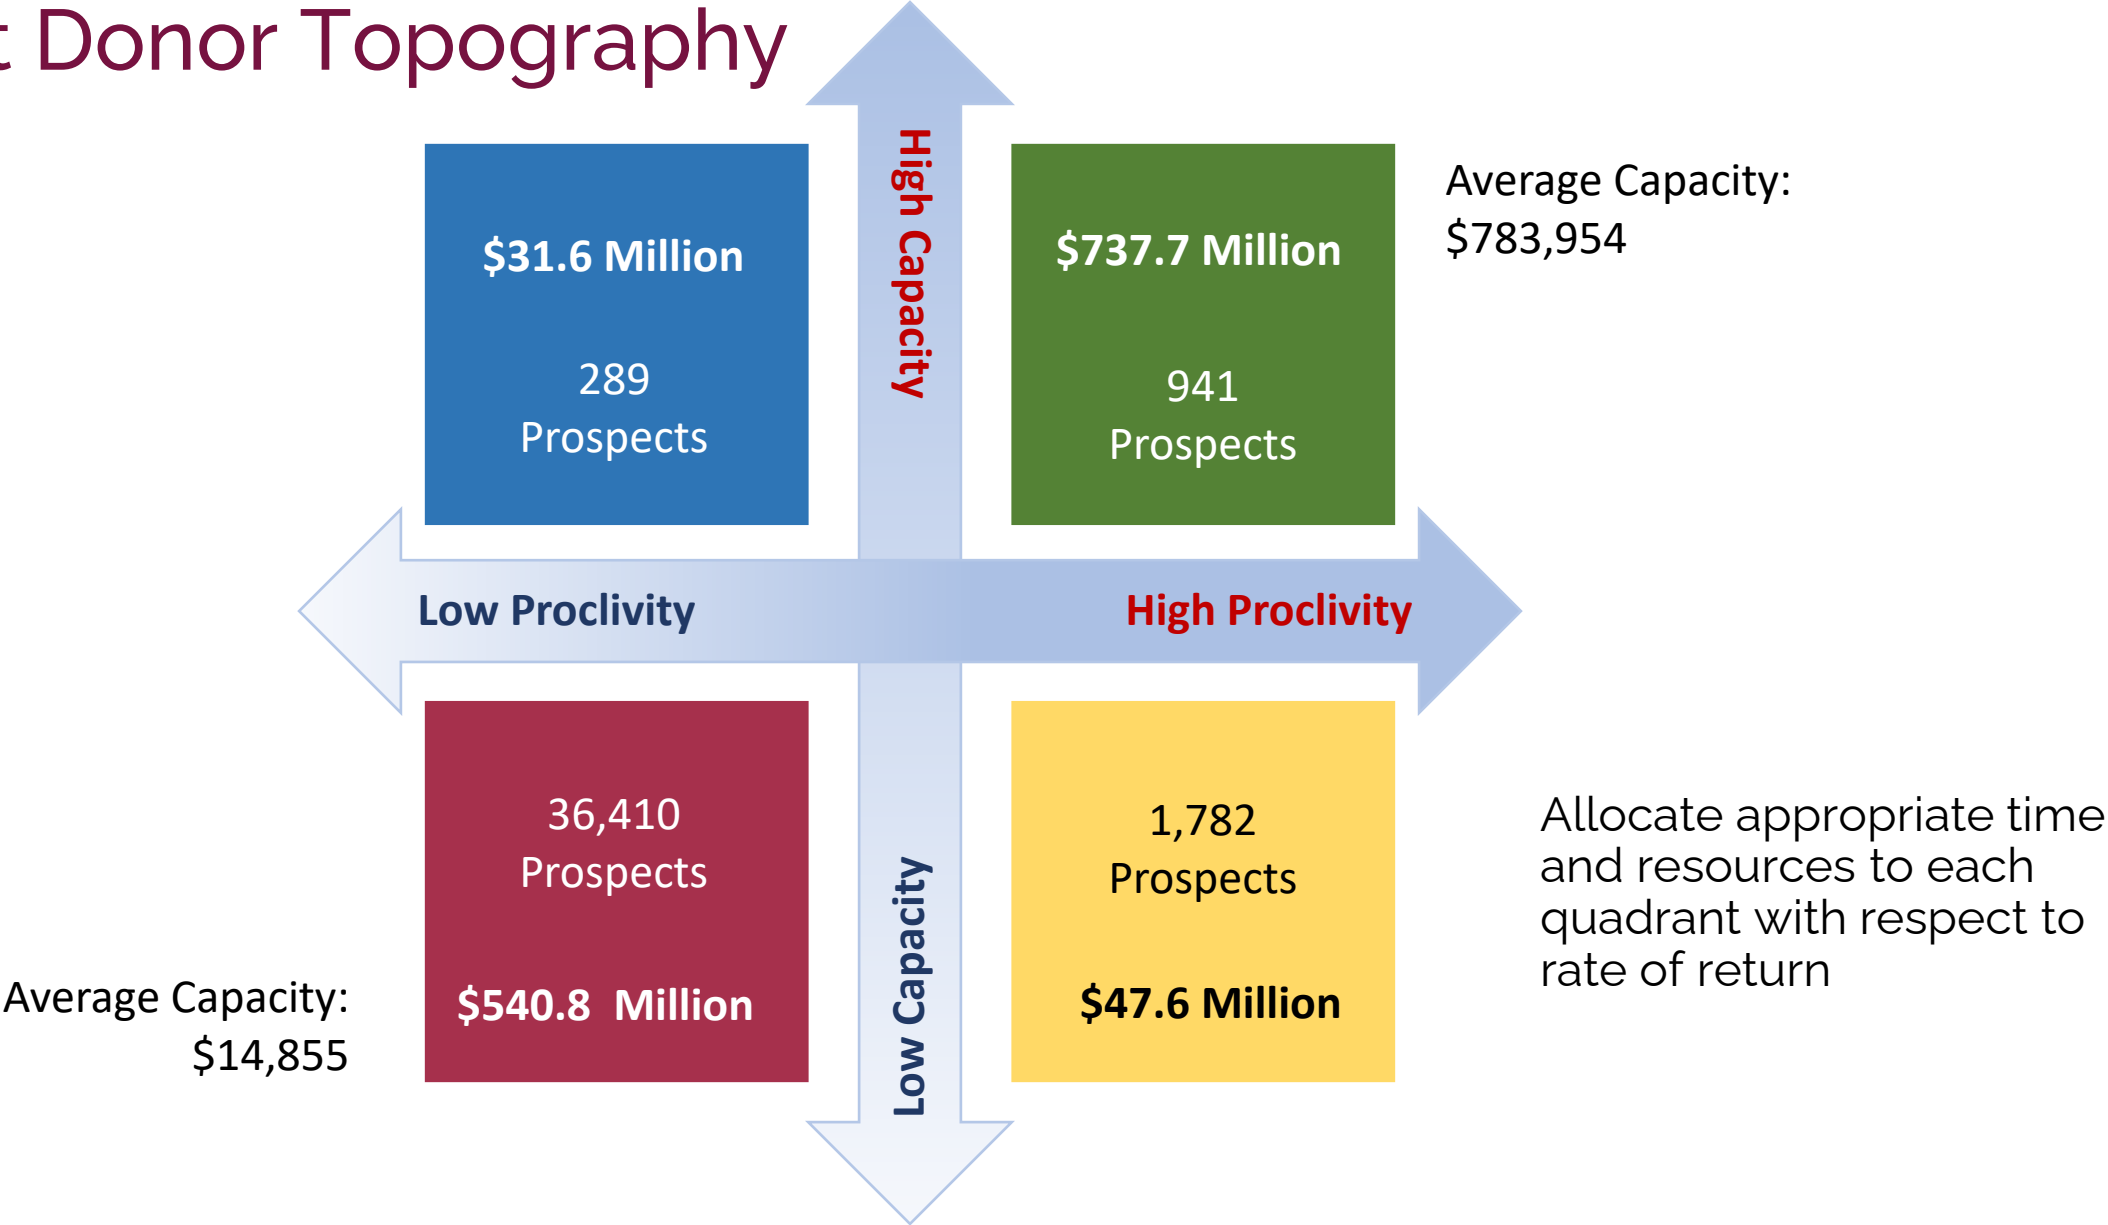 t Donor Topography
High Capacity
$31.6 Million
289
Prospects
$737.7 Million
941
Prospects
Average Capacity:
$783,954
Low Proclivity
High Proclivity
36,410
Prospects
$540.8 Million
Average Capacity:
$14,855
Low Capacity
1,782
Prospects
$47.6 Million
Allocate appropriate time
and resources to each
quadrant with respect to
rate of return